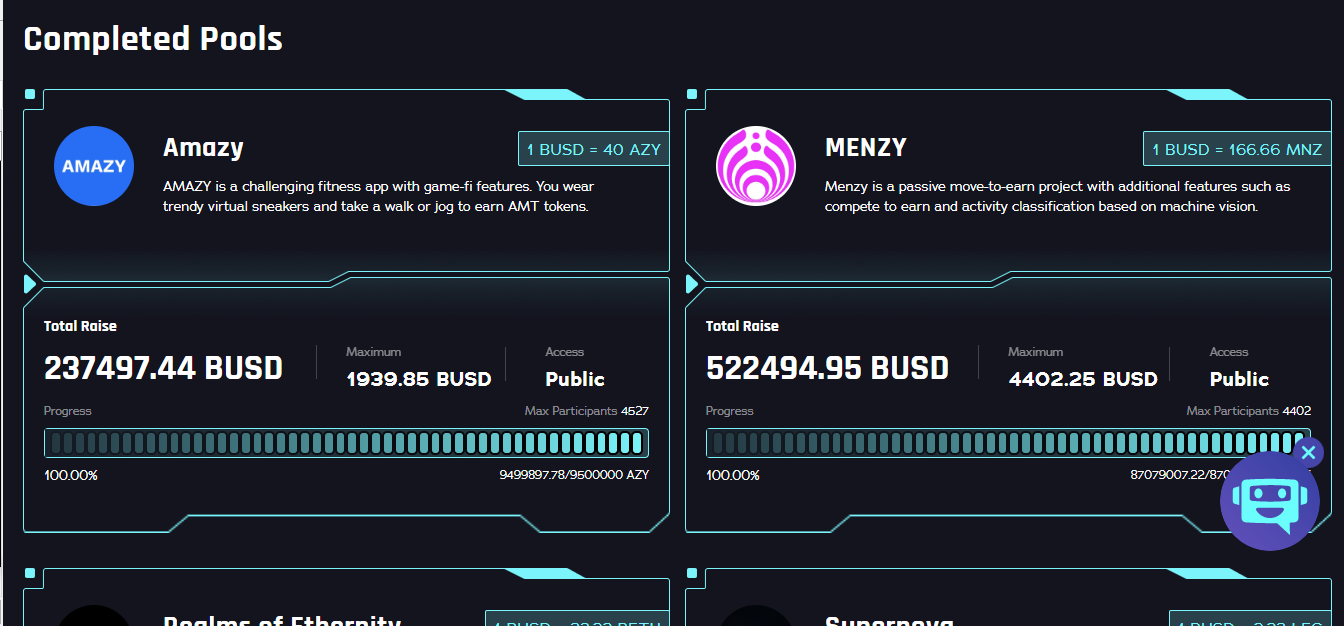 Completed Pools
AMAZY
Amazy
1 BUSD = 40 AZY
AMAZY is a challenging fitness app with game-fi features. You wear
trendy virtual sneakers and take a walk or jog to earn AMT tokens.
Total Raise
237497.44 BUSD
Maximum
1939.85 BUSD
Access
Public
Progress
Max Participants 4527
100.00%
9499897.78/9500000 AZY
MENZY
1 BUSD = 166.66 MNZ
Menzy is a passive move-to-earn project with additional features such as
compete to earn and activity classification based on machine vision.
Total Raise
522494.95 BUSD
Maximum
4402.25 BUSD
Access
Public
Progress
Max Participants 4402
100.00%
87079007.22/870
Realms of Ethernity
1 BUSD
Supernova
1 BUSD